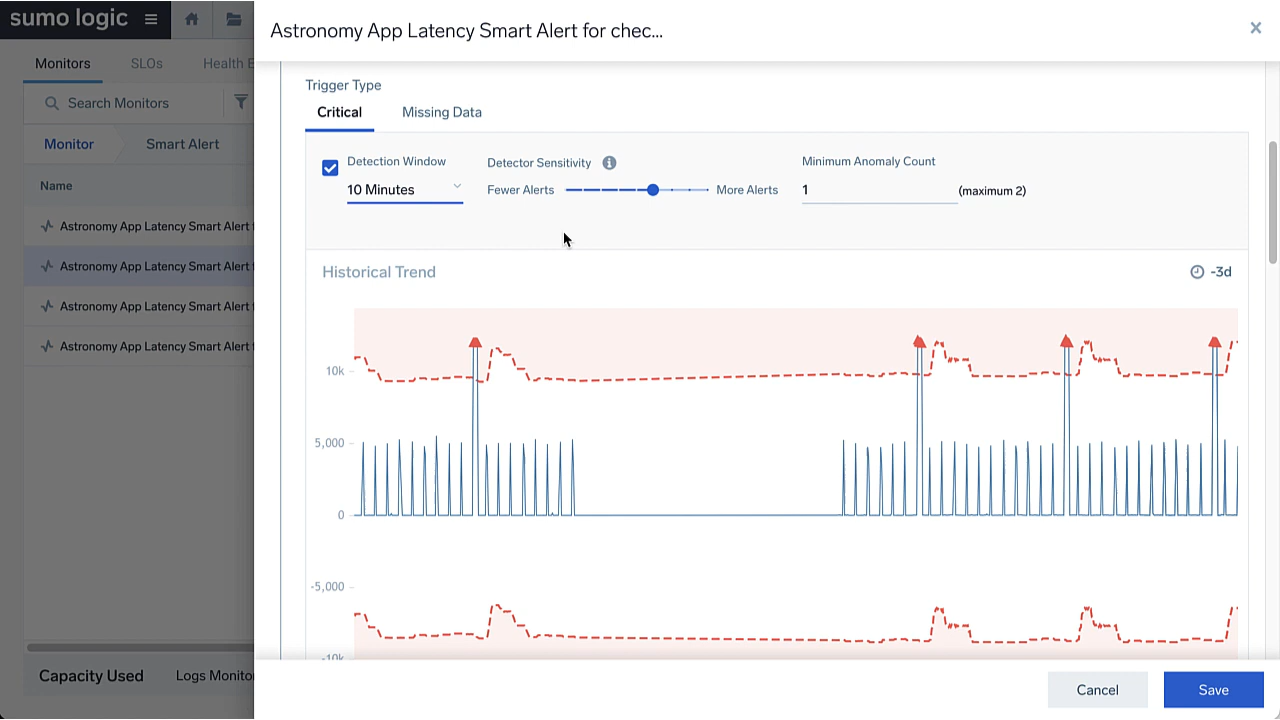 sumo logic
Astronomy App Latency Smart Alert for chec...
Monitors
SLOs
Health E
Search Monitors
Monitor
Smart Alert
Name
Astronomy App Latency Smart Alert f
Astronomy App Latency Smart Alert f
Astronomy App Latency Smart Alert f
Astronomy App Latency Smart Alert f
Capacity Used
Logs Monito
Trigger Type
Critical
Missing Data
Detection Window
10 Minutes
Detector Sensitivity
Fewer Alerts
More Alerts
Minimum Anomaly Count
1
(maximum 2)
Historical Trend
-3d
10k
5,000
0
-5,000
-10k
Cancel
Save